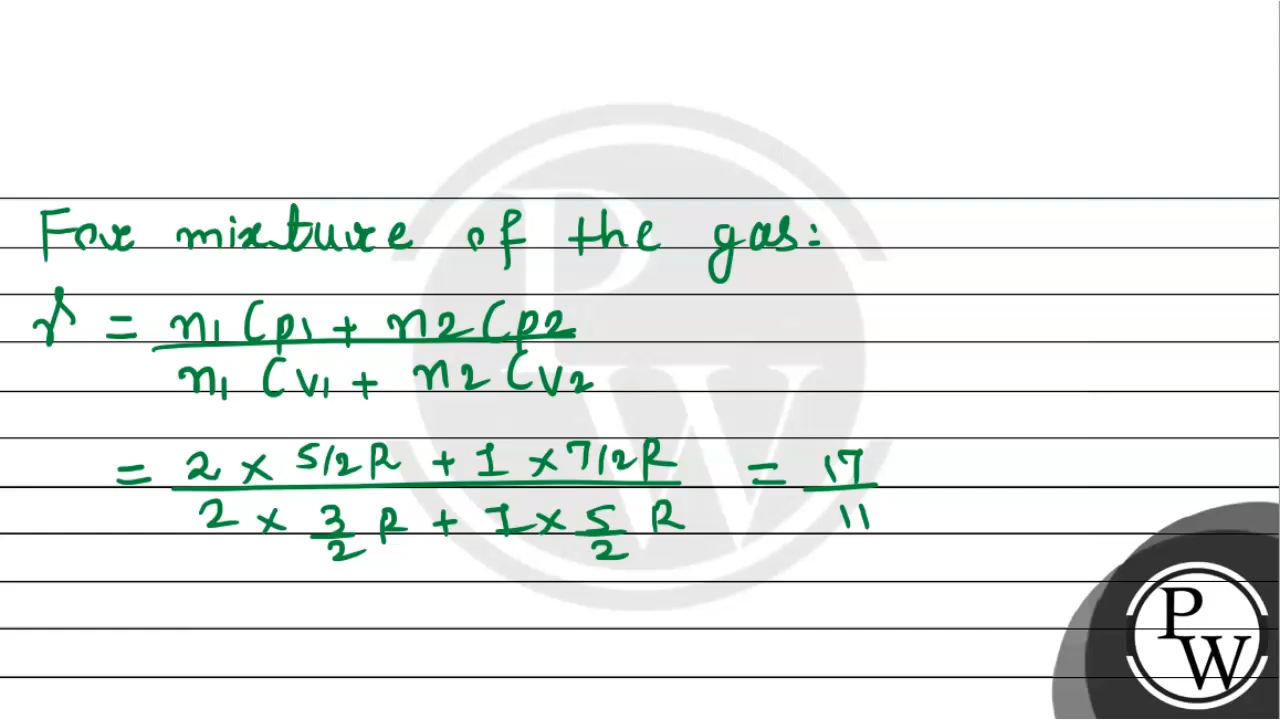 For mixture of the gas:
γ = n1 Cp1 + n2 Cp2 / n1 Cv1 + n2 Cv2
= 2 × 5/2 R + 1 × 7/2 R / 2 × 3/2 R + 1 × 5/2 R = 17/11
PW
PW